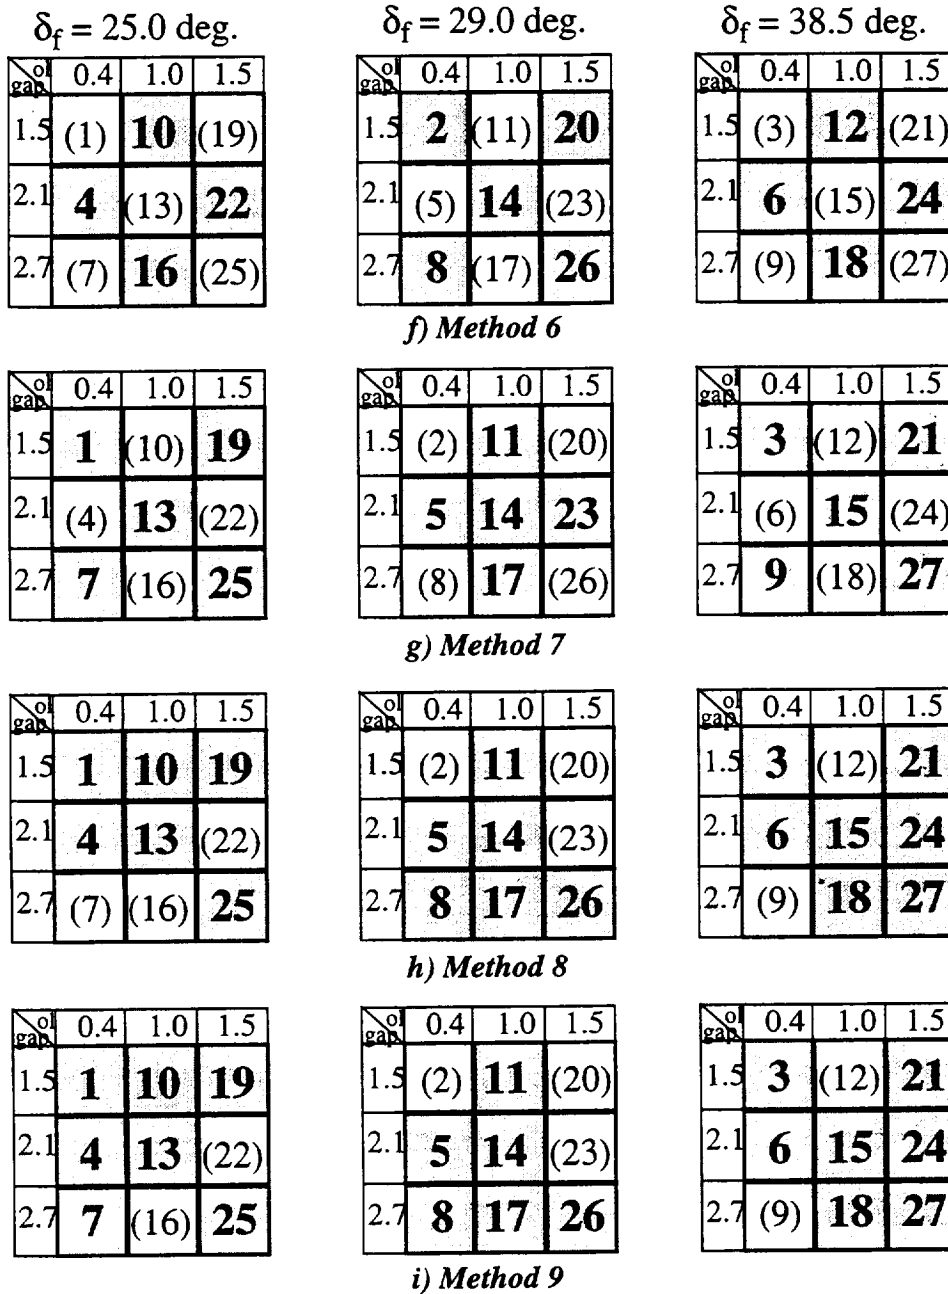 δf = 25.0 deg. δf = 29.0 deg. δf = 38.5 deg.
ol gap 0.4 1.0 1.5 ol gap 0.4 1.0 1.5 ol gap 0.4 1.0 1.5
1.5 (1) 10 (19) 1.5 2 (11) 20 1.5 (3) 12 (21)
2.1 4 (13) 22 2.1 (5) 14 (23) 2.1 6 (15) 24
2.7 (7) 16 (25) 2.7 8 (17) 26 2.7 (9) 18 (27)
f) Method 6
ol gap 0.4 1.0 1.5 ol gap 0.4 1.0 1.5 ol gap 0.4 1.0 1.5
1.5 1 (10) 19 1.5 (2) 11 (20) 1.5 3 (12) 21
2.1 (4) 13 (22) 2.1 5 14 23 2.1 (6) 15 (24)
2.7 7 (16) 25 2.7 (8) 17 (26) 2.7 9 (18) 27
g) Method 7
ol gap 0.4 1.0 1.5 ol gap 0.4 1.0 1.5 ol gap 0.4 1.0 1.5
1.5 1 10 19 1.5 (2) 11 (20) 1.5 3 (12) 21
2.1 4 13 (22) 2.1 5 14 (23) 2.1 6 15 24
2.7 (7) (16) 25 2.7 8 17 26 2.7 (9) 18 27
h) Method 8
ol gap 0.4 1.0 1.5 ol gap 0.4 1.0 1.5 ol gap 0.4 1.0 1.5
1.5 1 10 19 1.5 (2) 11 (20) 1.5 3 (12) 21
2.1 4 13 (22) 2.1 5 14 (23) 2.1 6 15 24
2.7 7 (16) 25 2.7 8 17 26 2.7 (9) 18 27
i) Method 9